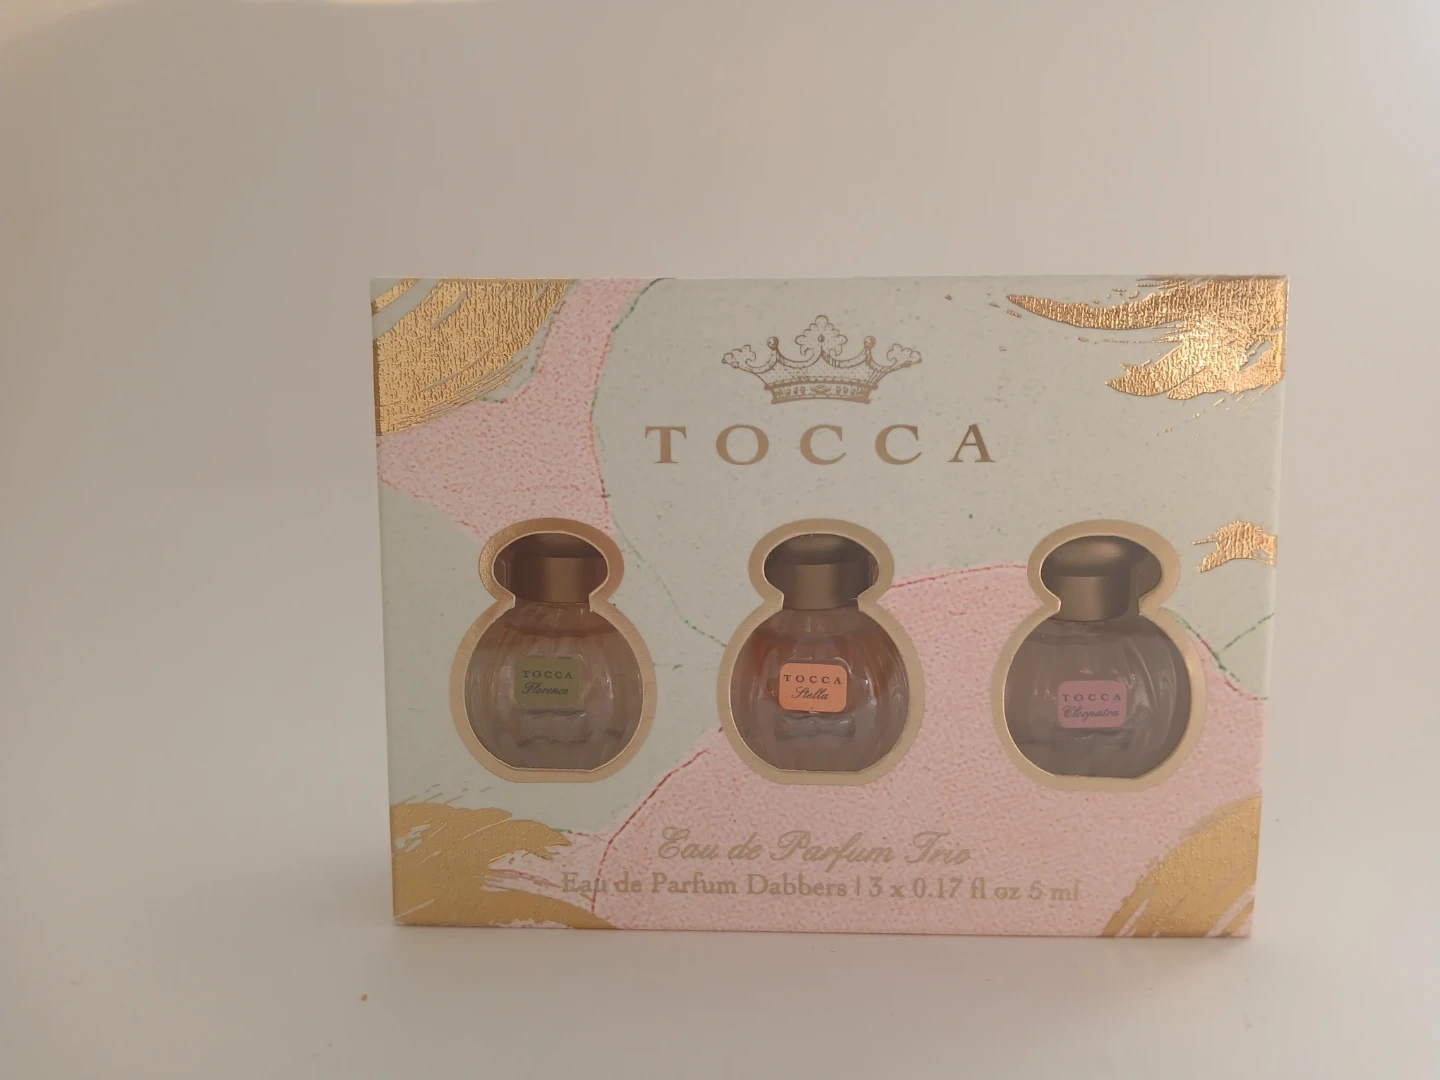 TOCCA
TOCCA
Florence
TOCCA
Stella
TOCCA
Cleopatra
Eau de Parfum Trio
Eau de Parfum Dabbers | 3 x 0.17 fl oz 5 ml